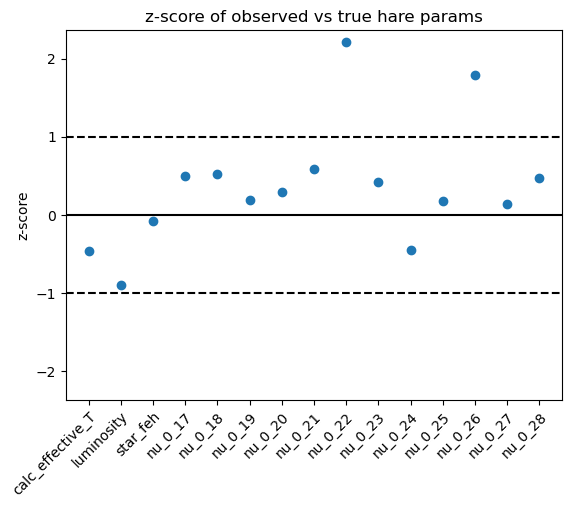 z-score of observed vs true hare params
z-score
2
1
0
−1
−2
calc_effective_T
luminosity
star_feh
nu_0_17
nu_0_18
nu_0_19
nu_0_20
nu_0_21
nu_0_22
nu_0_23
nu_0_24
nu_0_25
nu_0_26
nu_0_27
nu_0_28